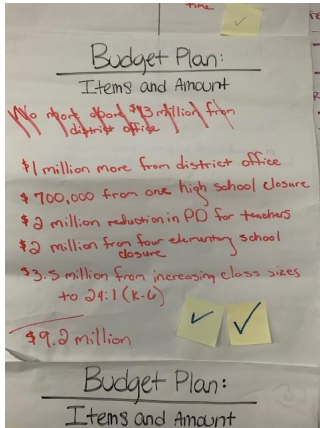 Time
Budget Plan:
Items and Amount
No more above $13 million from
district office
$1 million more from district office
$700,000 from one high school closure
$2 million reduction in PD for teachers
$2 million from four elementary school
closure
$3.5 million from increasing class sizes
to 24:1 (K-6)
$9.2 million
Budget Plan:
Items and Amount